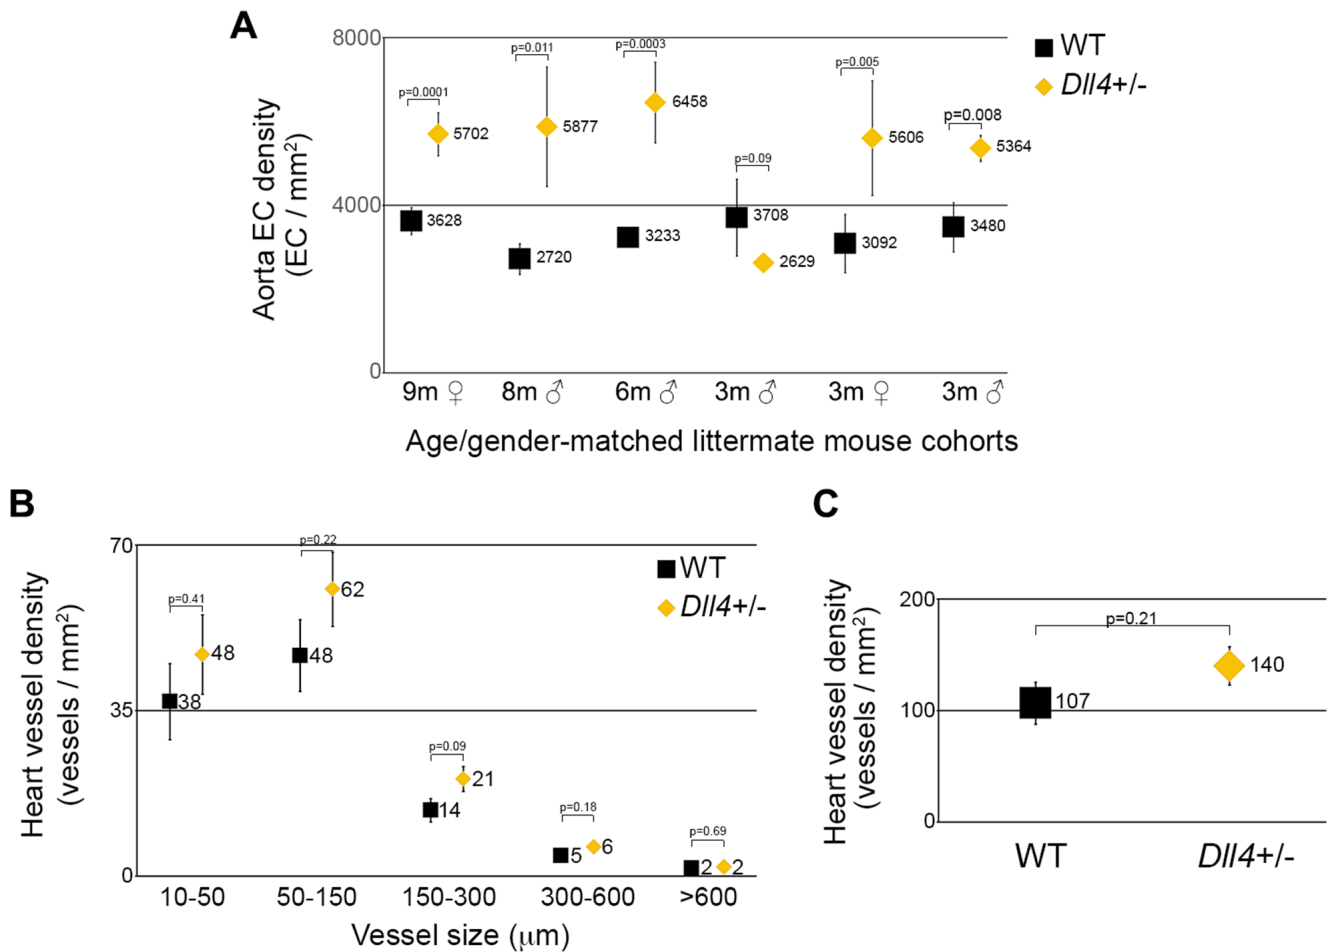 A
Aorta EC density
(EC / mm²)
8000
4000
0
p=0.0001
p=0.011
p=0.0003
p=0.09
p=0.005
p=0.008
5702
5877
6458
5606
5364
3628
2720
3233
3708
2629
3092
3480
WT
Dll4+/-
9m ♀
8m ♂
6m ♂
3m ♂
3m ♀
3m ♂
Age/gender-matched littermate mouse cohorts
B
Heart vessel density
(vessels / mm²)
70
35
0
p=0.41
p=0.22
p=0.09
p=0.18
p=0.69
38
48
48
62
14
21
5
6
2
2
WT
Dll4+/-
10-50
50-150
150-300
300-600
>600
Vessel size (μm)
C
Heart vessel density
(vessels / mm²)
200
100
0
p=0.21
107
140
WT
Dll4+/-